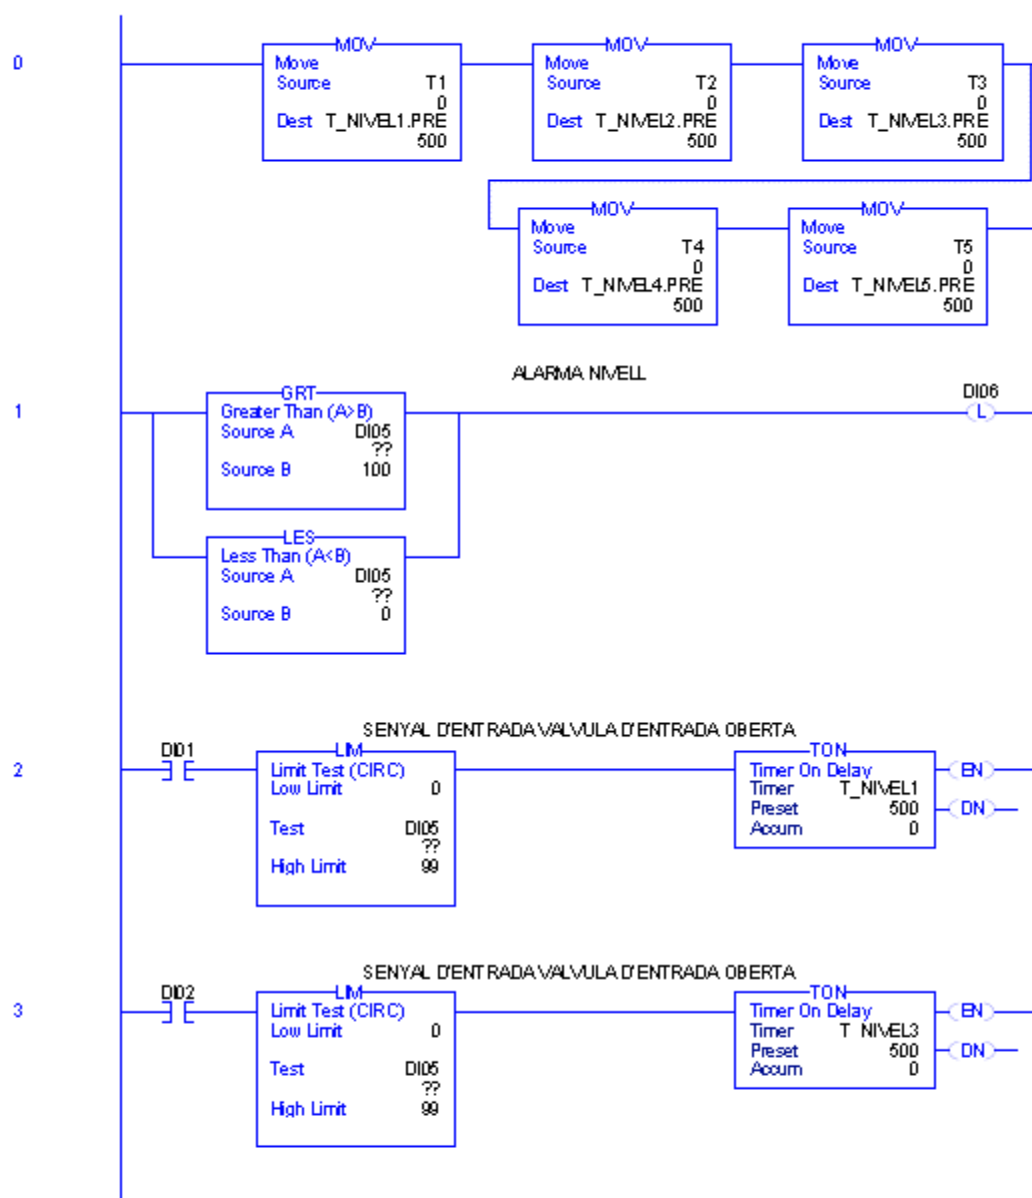 0
MOV MOV MOV
Move Move Move
Source T1 Source T2 Source T3
0 0 0
Dest T_NIVEL1.PRE Dest T_NIVEL2.PRE Dest T_NIVEL3.PRE
500 500 500
MOV MOV
Move Move
Source T4 Source T5
0 0
Dest T_NIVEL4.PRE Dest T_NIVEL5.PRE
500 500
ALARMA NIVELL
1
GRT
Greater Than (A>B)
Source A DI05
??
Source B 100
DI06
L
LES
Less Than (A<B)
Source A DI05
??
Source B 0
SENYAL D'ENTRADA VALVULA D'ENTRADA OBERTA
2
DI01
LIM
Limit Test (CIRC)
Low Limit 0
Test DI05
??
High Limit 99
TON
Timer On Delay
Timer T_NIVEL1
Preset 500
Accum 0
EN
DN
SENYAL D'ENTRADA VALVULA D'ENTRADA OBERTA
3
DI02
LIM
Limit Test (CIRC)
Low Limit 0
Test DI05
??
High Limit 99
TON
Timer On Delay
Timer T_NIVEL3
Preset 500
Accum 0
EN
DN